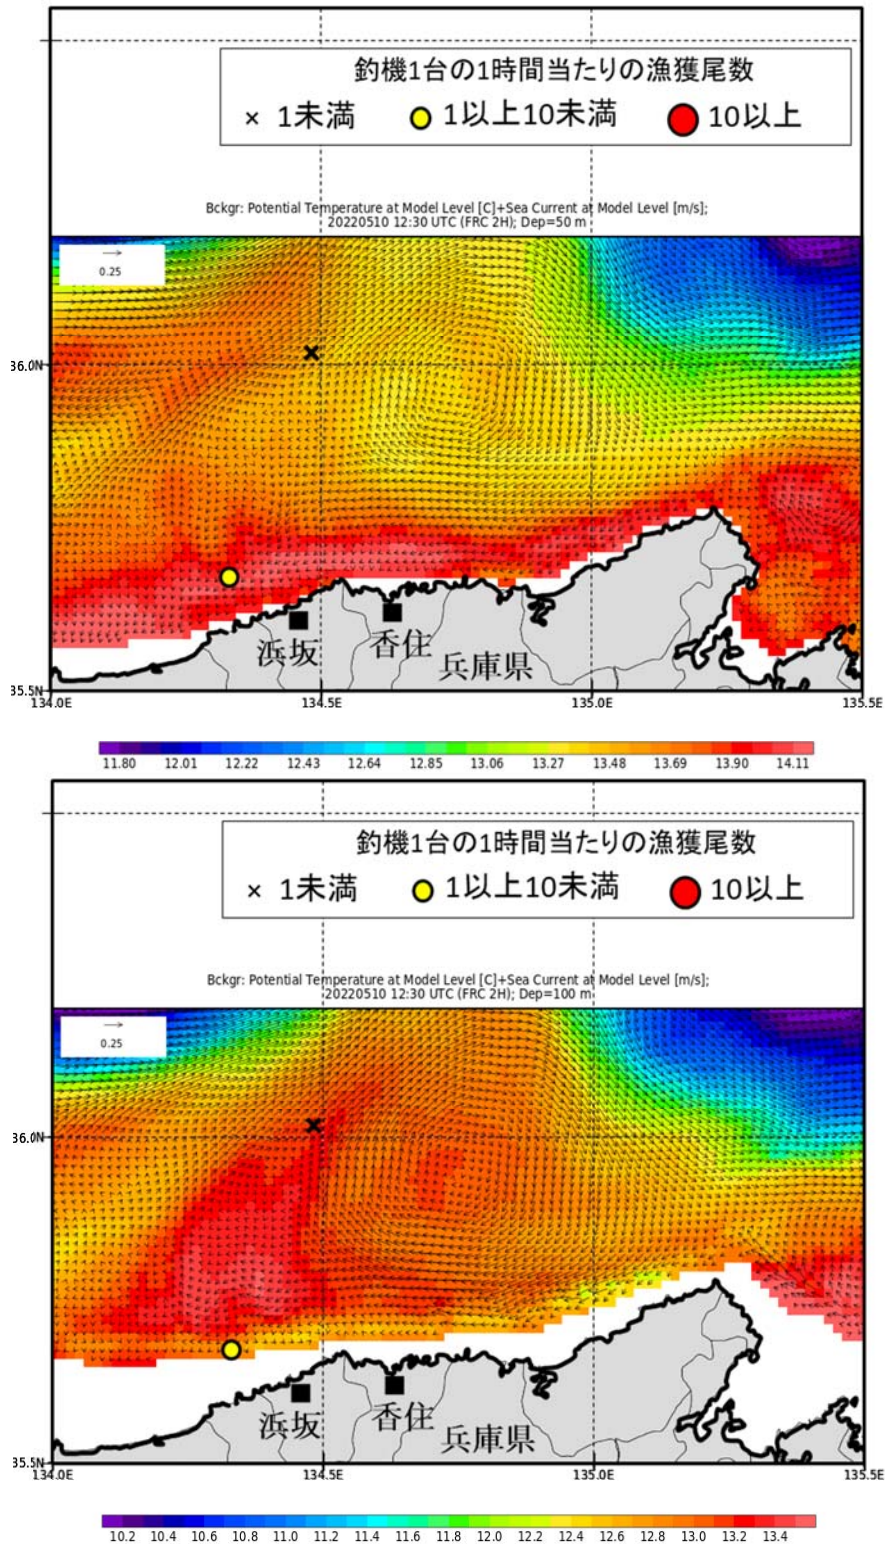 釣機1台の1時間当たりの漁獲尾数
× 1未満 1以上10未満 10以上
Bckgr: Potential Temperature at Model Level [C]+Sea Current at Model Level [m/s];
20220510 12:30 UTC (FRC 2H); Dep=50 m
0.25
36.0N
浜坂 香住 兵庫県
35.5N
134.0E 134.5E 135.0E 135.5E
11.80 12.01 12.22 12.43 12.64 12.85 13.06 13.27 13.48 13.69 13.90 14.11
釣機1台の1時間当たりの漁獲尾数
× 1未満 1以上10未満 10以上
Bckgr: Potential Temperature at Model Level [C]+Sea Current at Model Level [m/s];
20220510 12:30 UTC (FRC 2H); Dep=100 m
0.25
36.0N
浜坂 香住 兵庫県
35.5N
134.0E 134.5E 135.0E 135.5E
10.2 10.4 10.6 10.8 11.0 11.2 11.4 11.6 11.8 12.0 12.2 12.4 12.6 12.8 13.0 13.2 13.4